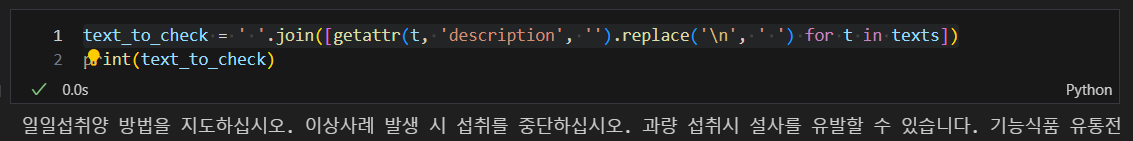 1 text_to_check = ' '.join([getattr(t, 'description', '').replace('\n', ' ') for t in texts])
2 print(text_to_check)
0.0s Python
일일섭취양 방법을 지도하십시오. 이상사례 발생 시 섭취를 중단하십시오. 과량 섭취시 설사를 유발할 수 있습니다. 기능식품 유통전